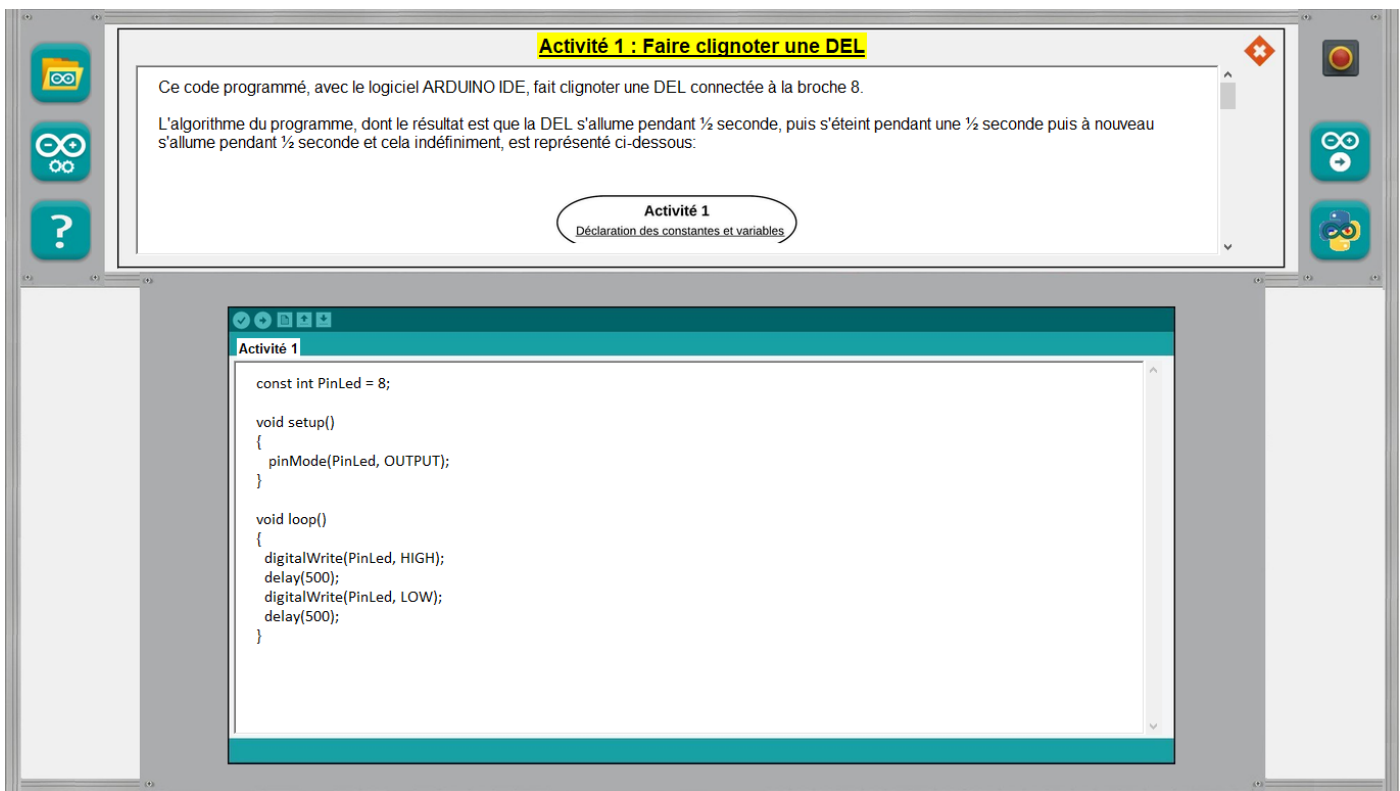 Activité 1 : Faire clignoter une DEL
Ce code programmé, avec le logiciel ARDUINO IDE, fait clignoter une DEL connectée à la broche 8.
L'algorithme du programme, dont le résultat est que la DEL s'allume pendant ½ seconde, puis s'éteint pendant une ½ seconde puis à nouveau
s'allume pendant ½ seconde et cela indéfiniment, est représenté ci-dessous:
Activité 1
Déclaration des constantes et variables
?
Activité 1
const int PinLed = 8;
void setup()
{
pinMode(PinLed, OUTPUT);
}
void loop()
{
digitalWrite(PinLed, HIGH);
delay(500);
digitalWrite(PinLed, LOW);
delay(500);
}